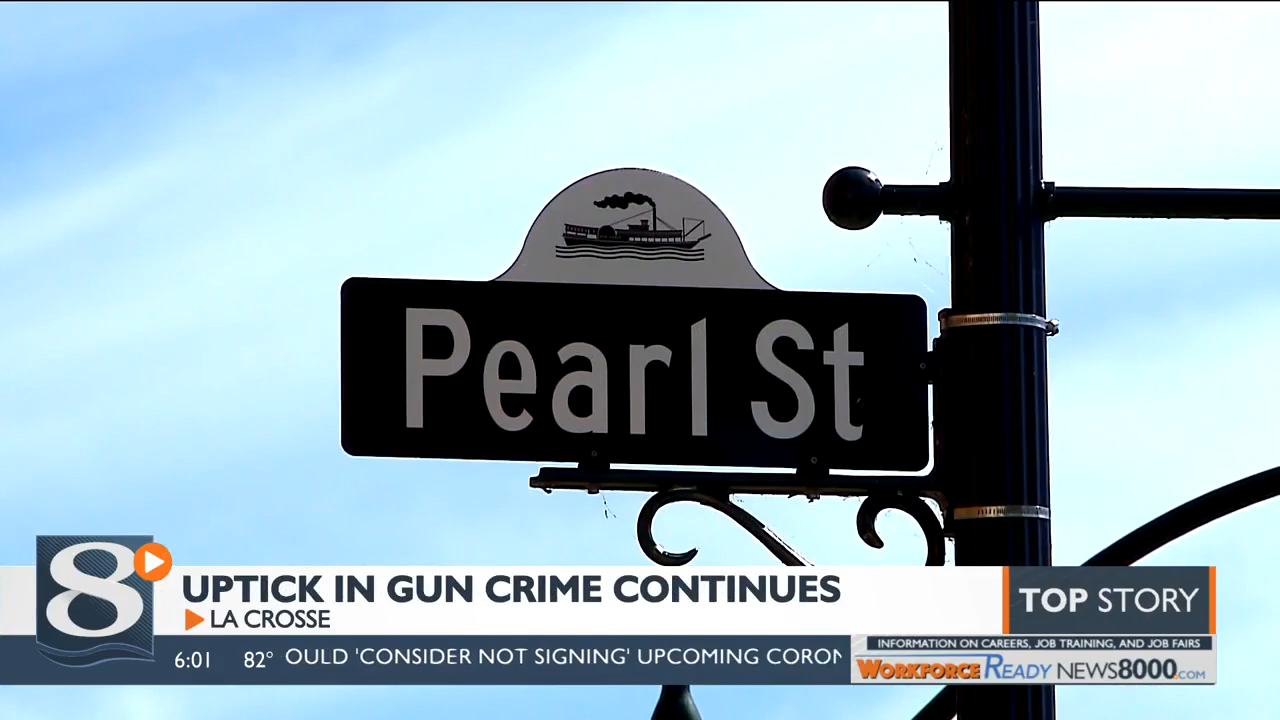 Pearl St
8
UPTICK IN GUN CRIME CONTINUES
LA CROSSE
TOP STORY
6:01 82° OULD 'CONSIDER NOT SIGNING' UPCOMING CORON
INFORMATION ON CAREERS, JOB TRAINING, AND JOB FAIRS
WORKFORCE READY NEWS8000.COM